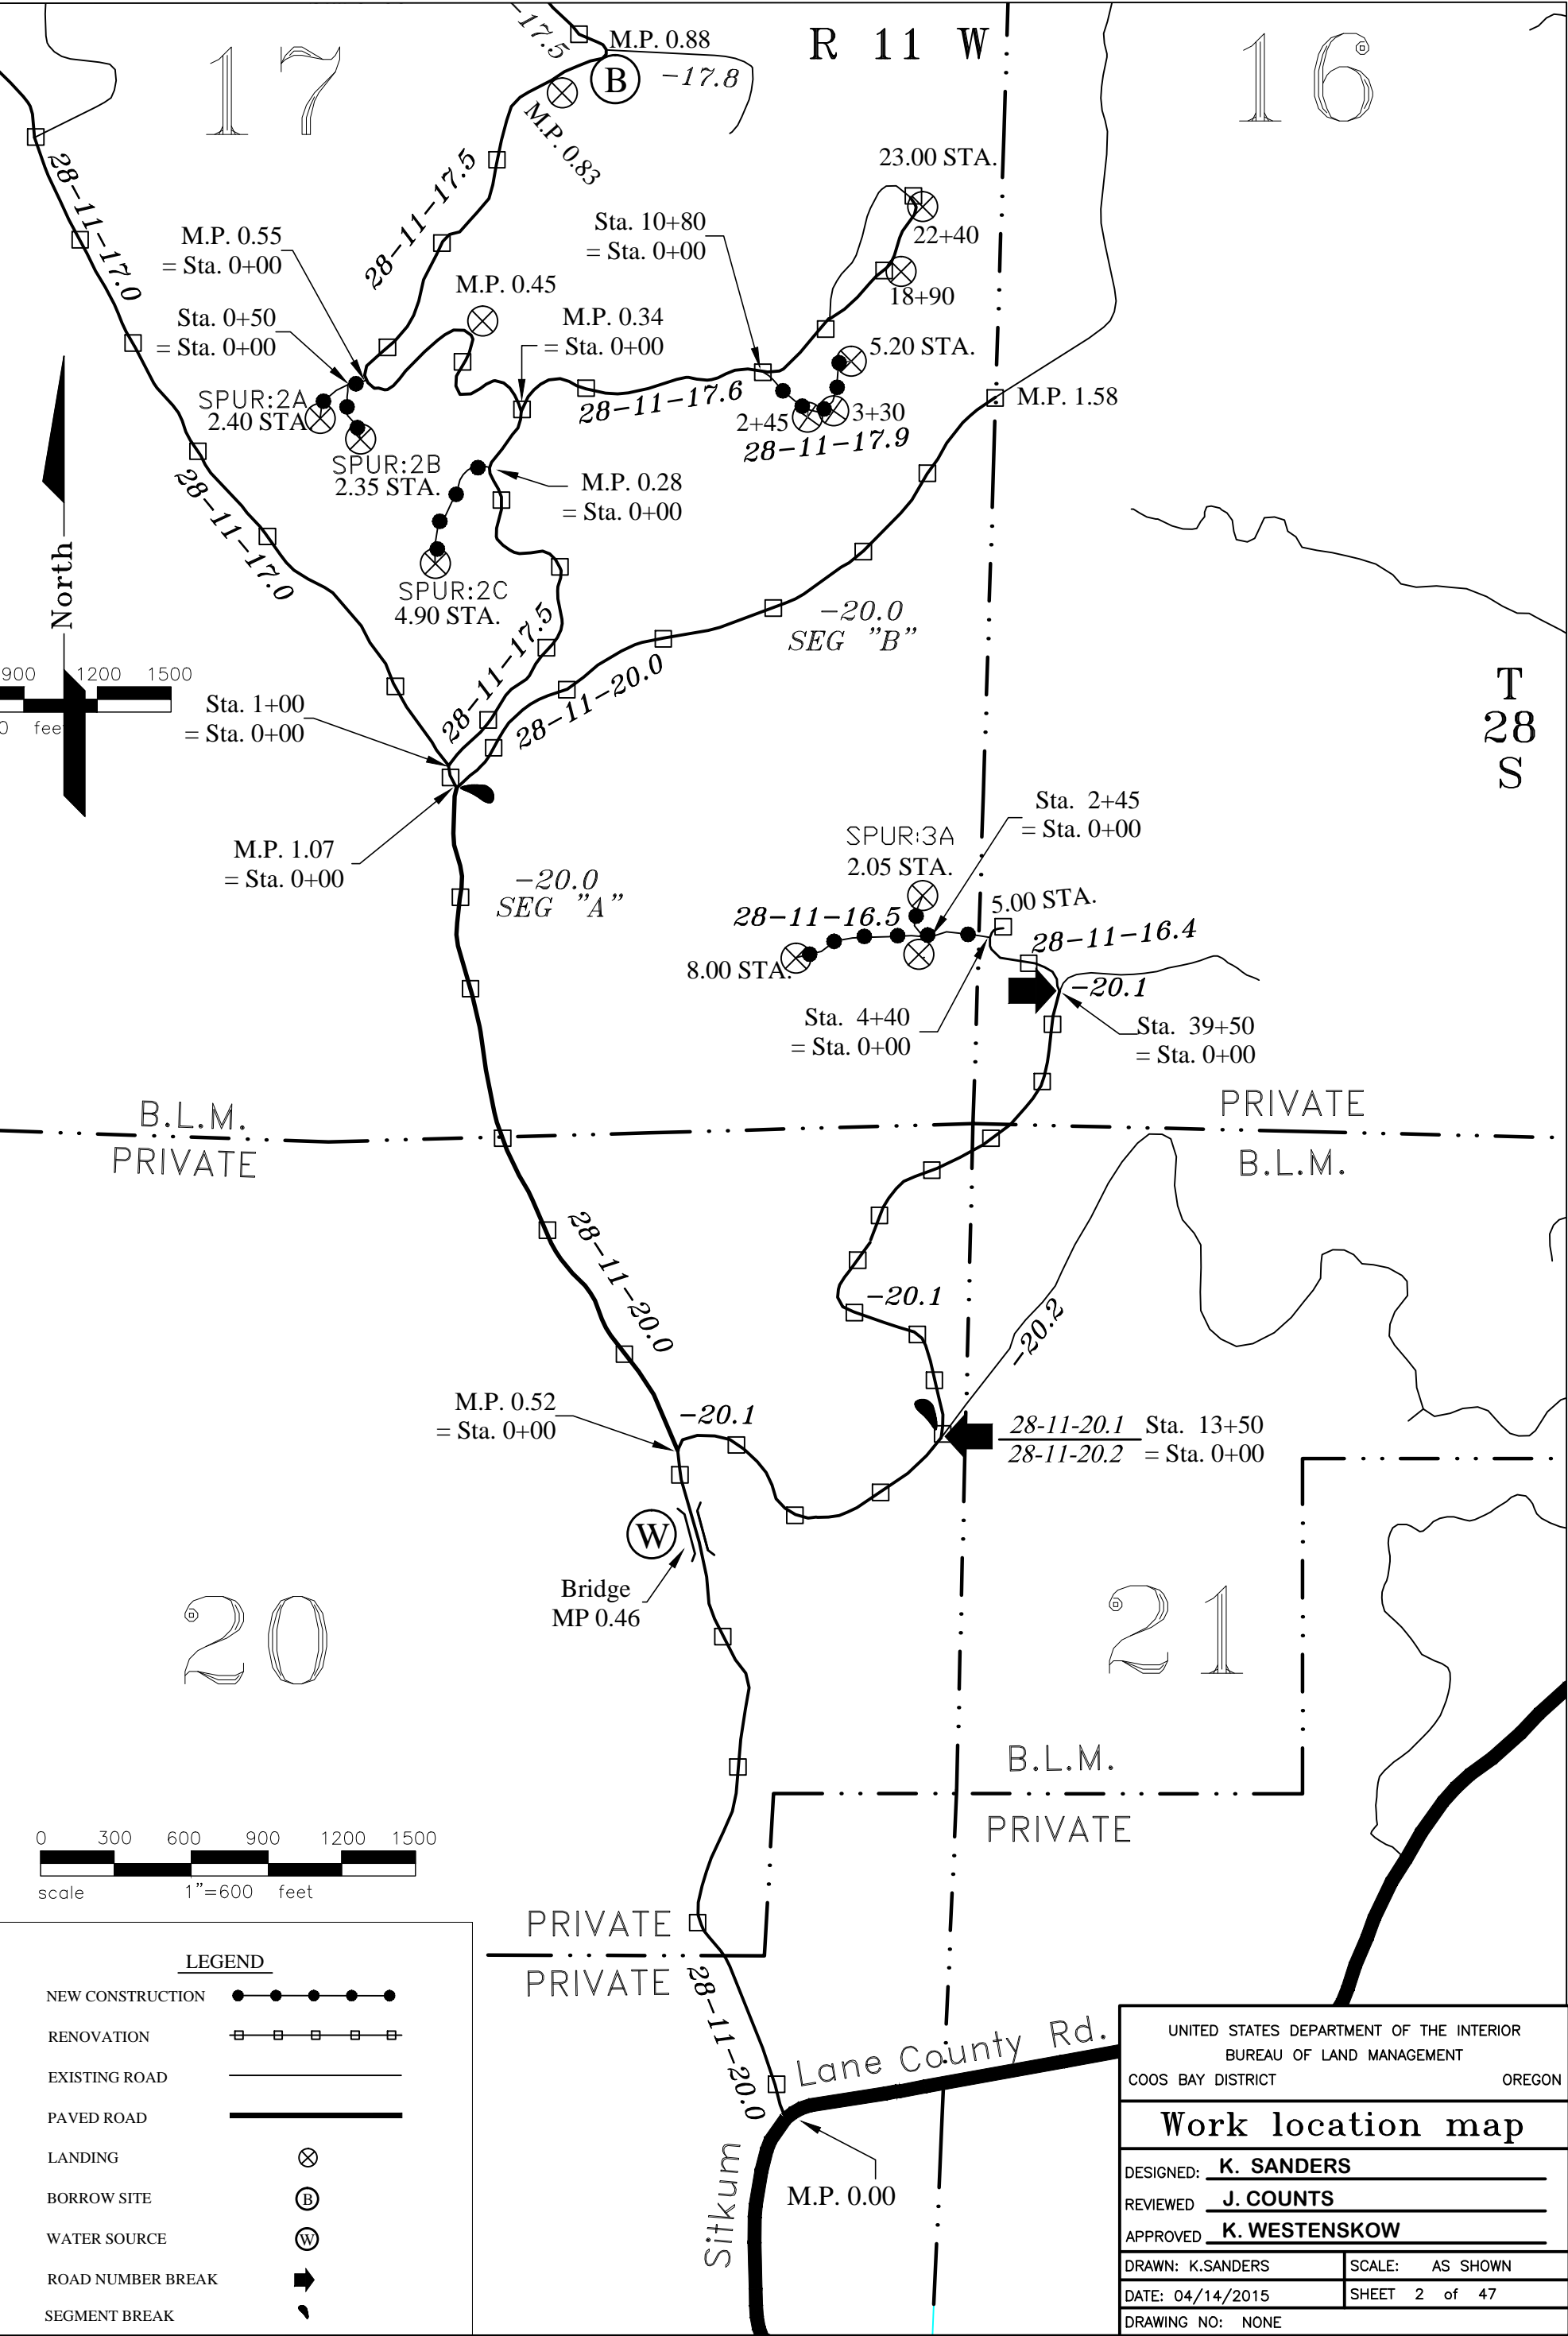 17
-17.5
M.P. 0.88
B
-17.8
R 11 W
16
M.P. 0.83
28-11-17.5
28-11-17.0
23.00 STA.
22+40
18+90
Sta. 10+80
= Sta. 0+00
M.P. 0.55
= Sta. 0+00
M.P. 0.45
Sta. 0+50
= Sta. 0+00
M.P. 0.34
= Sta. 0+00
5.20 STA.
SPUR:2A
2.40 STA
28-11-17.6
2+45
3+30
28-11-17.9
M.P. 1.58
SPUR:2B
2.35 STA.
M.P. 0.28
= Sta. 0+00
28-11-17.0
SPUR:2C
4.90 STA.
North
-20.0
SEG "B"
28-11-17.5
28-11-20.0
900 1200 1500
0 fee
Sta. 1+00
= Sta. 0+00
T
28
S
M.P. 1.07
= Sta. 0+00
-20.0
SEG "A"
SPUR:3A
2.05 STA.
Sta. 2+45
= Sta. 0+00
28-11-16.5
5.00 STA.
28-11-16.4
8.00 STA.
-20.1
Sta. 4+40
= Sta. 0+00
Sta. 39+50
= Sta. 0+00
B.L.M.
PRIVATE
PRIVATE
B.L.M.
28-11-20.0
-20.1
-20.2
M.P. 0.52
= Sta. 0+00
-20.1
28-11-20.1 Sta. 13+50
28-11-20.2 = Sta. 0+00
W
Bridge
MP 0.46
20
21
B.L.M.
PRIVATE
0 300 600 900 1200 1500
scale 1"=600 feet
PRIVATE
PRIVATE
28-11-20.0
Lane County Rd.
Sitkum
M.P. 0.00
LEGEND
NEW CONSTRUCTION
RENOVATION
EXISTING ROAD
PAVED ROAD
LANDING
BORROW SITE B
WATER SOURCE W
ROAD NUMBER BREAK
SEGMENT BREAK
UNITED STATES DEPARTMENT OF THE INTERIOR
BUREAU OF LAND MANAGEMENT
COOS BAY DISTRICT OREGON
Work location map
DESIGNED: K. SANDERS
REVIEWED J. COUNTS
APPROVED K. WESTENSKOW
DRAWN: K.SANDERS SCALE: AS SHOWN
DATE: 04/14/2015 SHEET 2 of 47
DRAWING NO: NONE